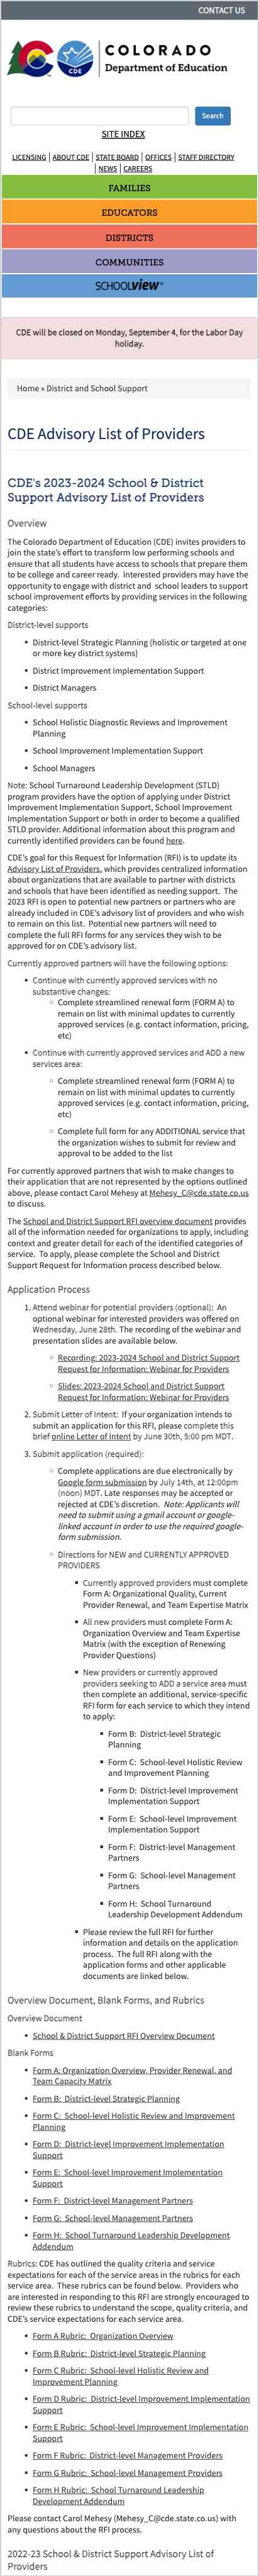 CONTACT US
CDE
COLORADO
Department of Education
Search
SITE INDEX
LICENSING | ABOUT CDE | STATE BOARD | OFFICES | STAFF DIRECTORY
| NEWS | CAREERS
FAMILIES
EDUCATORS
DISTRICTS
COMMUNITIES
SCHOOLVIEW®
CDE will be closed on Monday, September 4, for the Labor Day
holiday.
Home » District and School Support
CDE Advisory List of Providers
CDE's 2023-2024 School & District
Support Advisory List of Providers
Overview
The Colorado Department of Education (CDE) invites providers to
join the state's effort to transform low performing schools and
ensure that all students have access to schools that prepare them
to be college and career ready.  Interested providers may have the
opportunity to engage with district and  school leaders to support
school improvement efforts by providing services in the following
categories:
District-level supports
• District-level Strategic Planning (holistic or targeted at one
or more key district systems)
• District Improvement Implementation Support
• District Managers
School-level supports
• School Holistic Diagnostic Reviews and Improvement
Planning
• School Improvement Implementation Support
• School Managers
Note: School Turnaround Leadership Development (STLD)
program providers have the option of applying under District
Improvement Implementation Support, School Improvement
Implementation Support or both in order to become a qualified
STLD provider. Additional information about this program and
currently identified providers can be found here.
CDE's goal for this Request for Information (RFI) is to update its
Advisory List of Providers, which provides centralized information
about organizations that are available to partner with districts
and schools that have been identified as needing support.  The
2023 RFI is open to potential new partners or partners who are
already included in CDE's advisory list of providers and who wish
to remain on this list.  Potential new partners will need to
complete the full RFI forms for any services they wish to be
approved for on CDE's advisory list.
Currently approved partners will have the following options:
• Continue with currently approved services with no
substantive changes:
○ Complete streamlined renewal form (FORM A) to
remain on list with minimal updates to currently
approved services (e.g. contact information, pricing,
etc)
• Continue with currently approved services and ADD a new
services area:
○ Complete streamlined renewal form (FORM A) to
remain on list with minimal updates to currently
approved services (e.g. contact information, pricing,
etc)
○ Complete full form for any ADDITIONAL service that
the organization wishes to submit for review and
approval to be added to the list
For currently approved partners that wish to make changes to
their application that are not represented by the options outlined
above, please contact Carol Mehesy at Mehesy_C@cde.state.co.us
to discuss.
The School and District Support RFI overview document provides
all of the information needed for organizations to apply, including
context and greater detail for each of the identified categories of
service.  To apply, please complete the School and District
Support Request for Information process described below.
Application Process
1. Attend webinar for potential providers (optional):  An
optional webinar for interested providers was offered on
Wednesday, June 28th. The recording of the webinar and
presentation slides are available below.
○ Recording: 2023-2024 School and District Support
Request for Information: Webinar for Providers
○ Slides: 2023-2024 School and District Support
Request for Information: Webinar for Providers
2. Submit Letter of Intent:  If your organization intends to
submit an application for this RFI, please complete this
brief online Letter of Intent by June 30th, 5:00 pm MDT.
3. Submit application (required):
○ Complete applications are due electronically by
Google form submission by July 14th, at 12:00pm
(noon) MDT. Late responses may be accepted or
rejected at CDE's discretion.  Note: Applicants will
need to submit using a gmail account or google-
linked account in order to use the required google-
form submission.
○ Directions for NEW and CURRENTLY APPROVED
PROVIDERS
▪ Currently approved providers must complete
Form A: Organizational Quality, Current
Provider Renewal, and Team Expertise Matrix
▪ All new providers must complete Form A:
Organization Overview and Team Expertise
Matrix (with the exception of Renewing
Provider Questions)
▪ New providers or currently approved
providers seeking to ADD a service area must
then complete an additional, service-specific
RFI form for each service to which they intend
to apply:
▪ Form B:  District-level Strategic
Planning
▪ Form C:  School-level Holistic Review
and Improvement Planning
▪ Form D:  District-level Improvement
Implementation Support
▪ Form E:  School-level Improvement
Implementation Support
▪ Form F:  District-level Management
Partners
▪ Form G:  School-level Management
Partners
▪ Form H:  School Turnaround
Leadership Development Addendum
▪ Please review the full RFI for further
information and details on the application
process.  The full RFI along with the
application forms and other applicable
documents are linked below.
Overview Document, Blank Forms, and Rubrics
Overview Document
• School & District Support RFI Overview Document
Blank Forms
• Form A: Organization Overview, Provider Renewal, and
Team Capacity Matrix
• Form B:  District-level Strategic Planning
• Form C:  School-level Holistic Review and Improvement
Planning
• Form D:  District-level Improvement Implementation
Support
• Form E:  School-level Improvement Implementation
Support
• Form F:  District-level Management Partners
• Form G:  School-level Management Partners
• Form H:  School Turnaround Leadership Development
Addendum
Rubrics: CDE has outlined the quality criteria and service
expectations for each of the service areas in the rubrics for each
service area.  These rubrics can be found below.  Providers who
are interested in responding to this RFI are strongly encouraged to
review these rubrics to understand the scope, quality criteria, and
CDE's service expectations for each service area.
• Form A Rubric:  Organization Overview
• Form B Rubric:  District-level Strategic Planning
• Form C Rubric:  School-level Holistic Review and
Improvement Planning
• Form D Rubric:  District-level Improvement Implementation
Support
• Form E Rubric:  School-level Improvement Implementation
Support
• Form F Rubric:  District-level Management Providers
• Form G Rubric:  School-level Management Providers
• Form H Rubric:  School Turnaround Leadership
Development Addendum
Please contact Carol Mehesy (Mehesy_C@cde.state.co.us) with
any questions about the RFI process.
2022-23 School & District Support Advisory List of
Providers